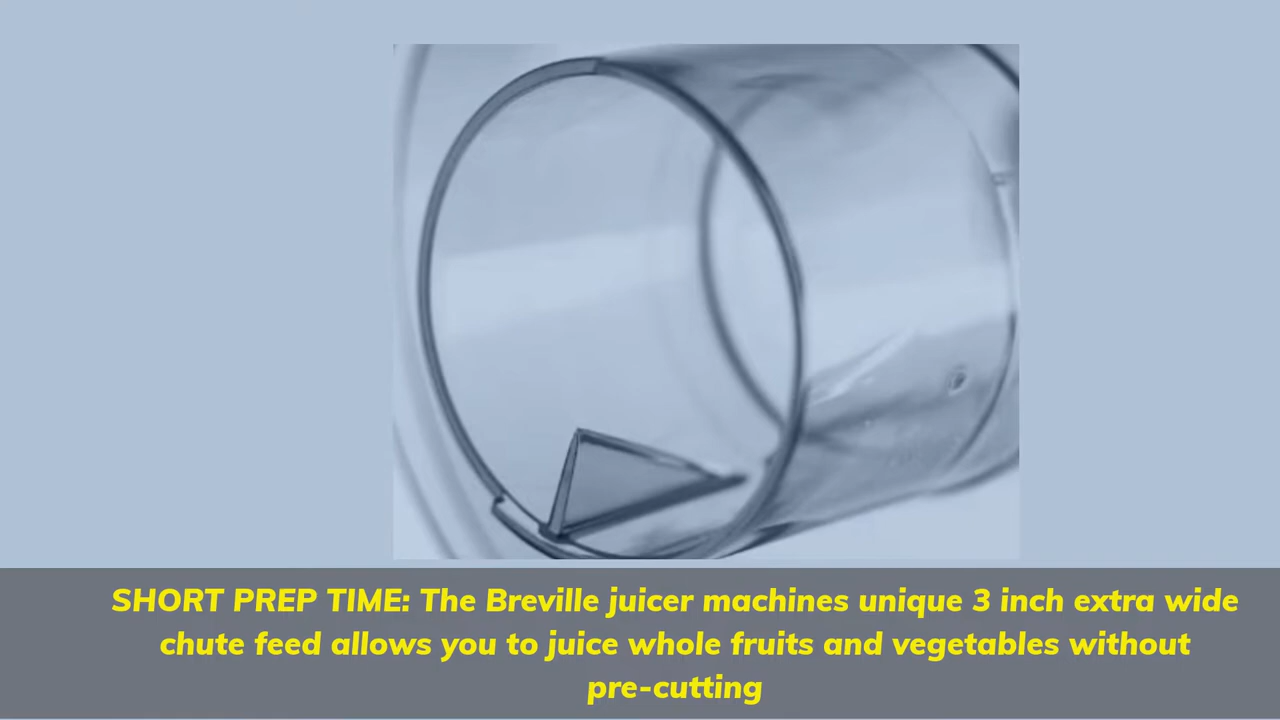 SHORT PREP TIME: The Breville juicer machines unique 3 inch extra wide
chute feed allows you to juice whole fruits and vegetables without
pre-cutting